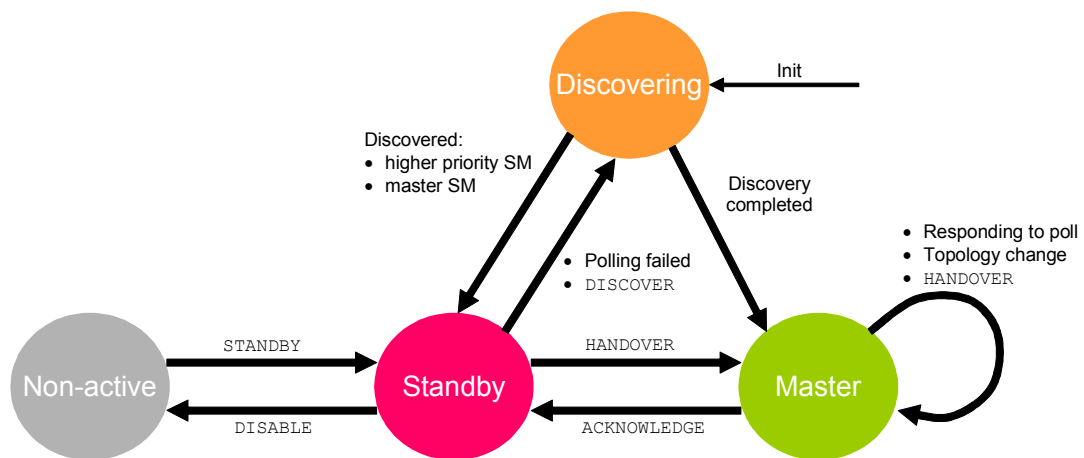 Discovering
Init
Discovered:
• higher priority SM
• master SM
Discovery
completed
• Responding to poll
• Topology change
• HANDOVER
• Polling failed
• DISCOVER
STANDBY
HANDOVER
Non-active
Standby
Master
DISABLE
ACKNOWLEDGE